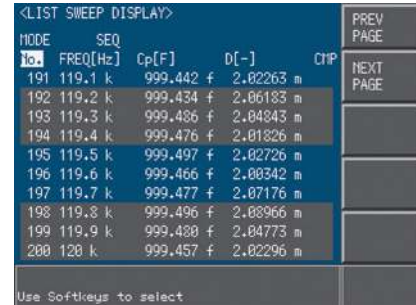 <LIST SWEEP DISPLAY>
MODE SEQ
No. FREQ[Hz] Cp[F] D[-] CMP
191 119.1 k 999.442 f 2.02263 m
192 119.2 k 999.434 f 2.06183 m
193 119.3 k 999.486 f 2.04843 m
194 119.4 k 999.476 f 2.01826 m
195 119.5 k 999.497 f 2.02726 m
196 119.6 k 999.466 f 2.00342 m
197 119.7 k 999.477 f 2.07176 m
198 119.8 k 999.496 f 2.08966 m
199 119.9 k 999.480 f 2.04773 m
200 120 k 999.457 f 2.02296 m
Use Softkeys to select
PREV
PAGE
NEXT
PAGE